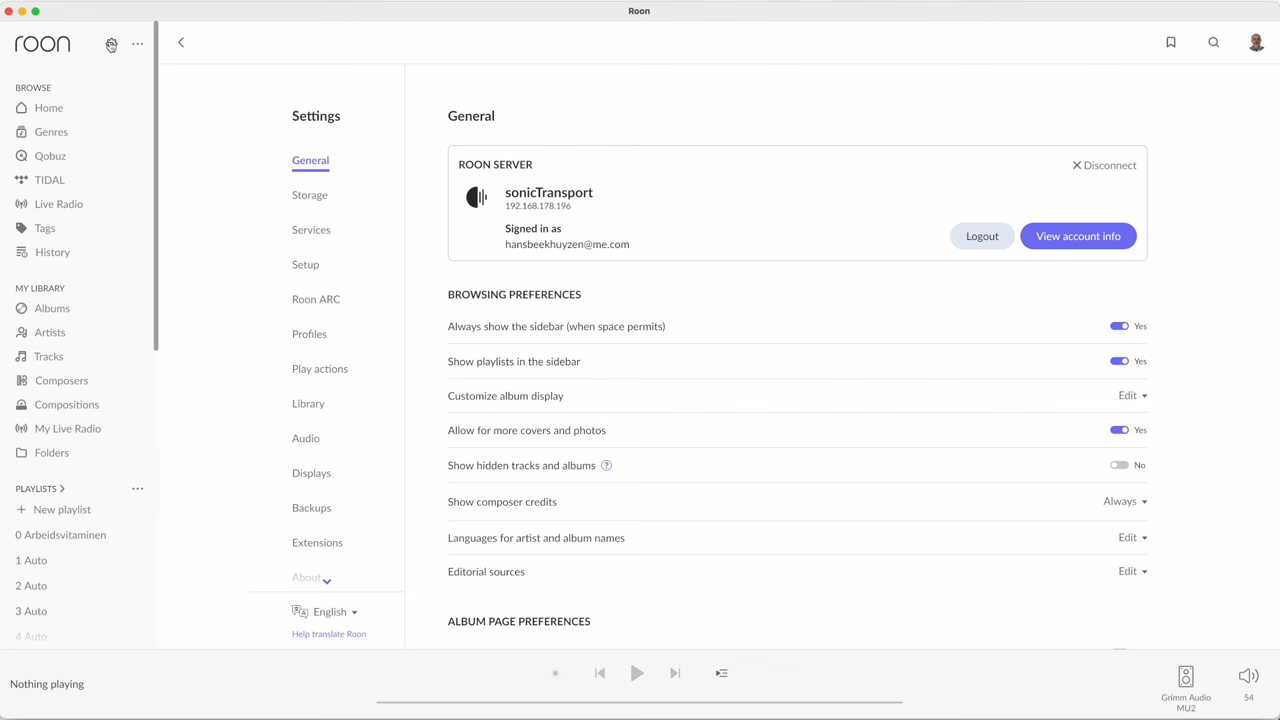 Roon
roon
BROWSE
Home
Genres
Qobuz
TIDAL
Live Radio
Tags
History
MY LIBRARY
Albums
Artists
Tracks
Composers
Compositions
My Live Radio
Folders
PLAYLISTS
New playlist
0 Arbeidsvitaminen
1 Auto
2 Auto
3 Auto
4 Auto
Settings
General
Storage
Services
Setup
Roon ARC
Profiles
Play actions
Library
Audio
Displays
Backups
Extensions
About
English
Help translate Roon
General
ROON SERVER
Disconnect
sonicTransport
192.168.178.196
Signed in as
hansbeekhuyzen@me.com
Logout
View account info
BROWSING PREFERENCES
Always show the sidebar (when space permits) Yes
Show playlists in the sidebar Yes
Customize album display Edit
Allow for more covers and photos Yes
Show hidden tracks and albums ? No
Show composer credits Always
Languages for artist and album names Edit
Editorial sources Edit
ALBUM PAGE PREFERENCES
Nothing playing
Grimm Audio
MU2
54